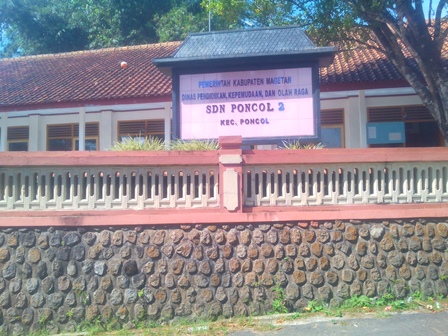 PEMERINTAH KABUPATEN MAGETAN
DINAS PENDIDIKAN, KEPEMUDAAN, DAN OLAH RAGA
SDN PONCOL 2
KEC. PONCOL